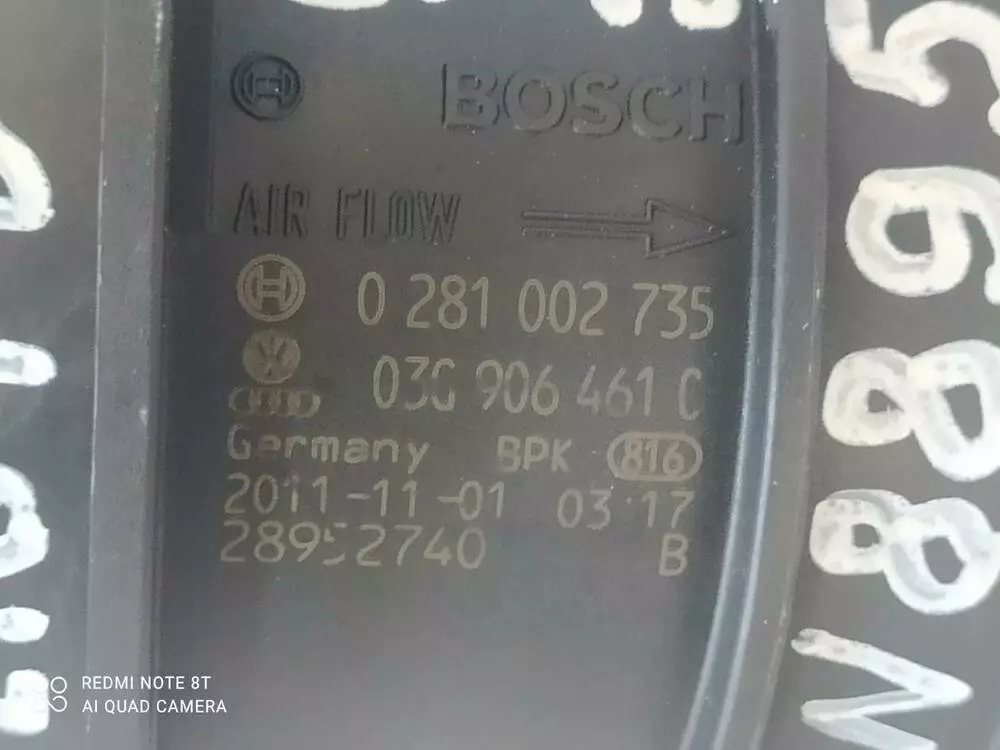 BOSCH
AIR FLOW
0 281 002 735
03G 906 461 C
Germany BPK 816
2011-11-01 03:17
28952740 B
N8895
REDMI NOTE 8T
AI QUAD CAMERA